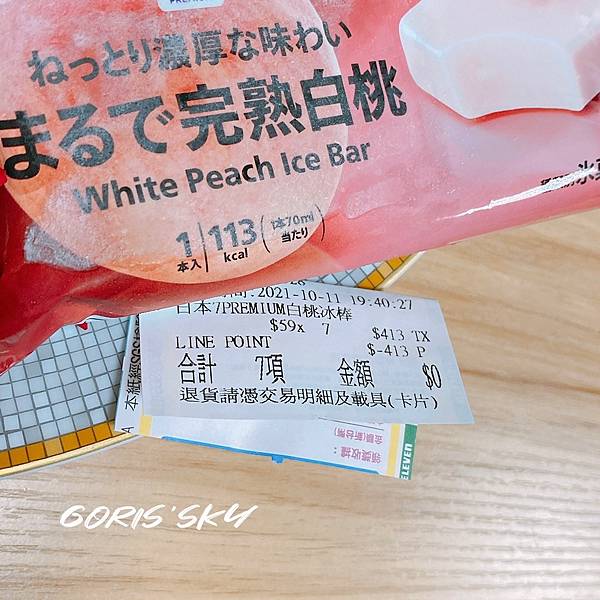 PREMIUM
ねっとり濃厚な味わい
まるで完熟白桃
White Peach Ice Bar
1本入 113kcal (1本70ml当たり)
2021-10-11 19:40:27
日本7PREMIUM白桃冰棒
$59x 7 $413 TX
LINE POINT $-413 P
合計 7項 金額 $0
退貨請憑交易明細及載具(卡片)
ELEVEN
GORIS'SKY